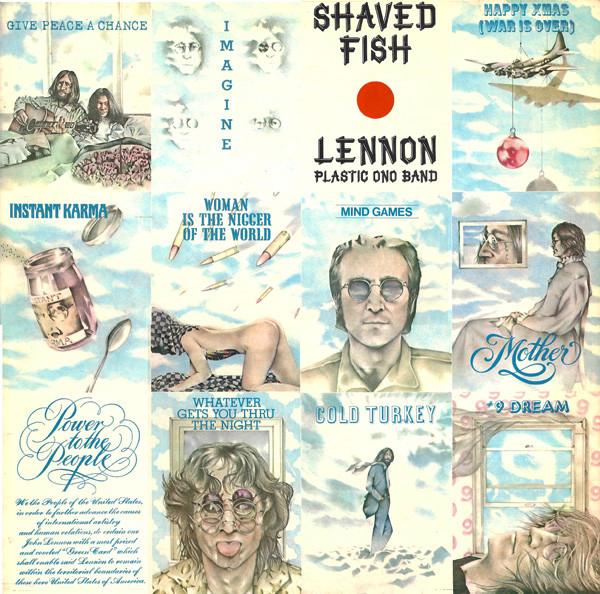 GIVE PEACE A CHANCE
IMAGINE
SHAVED
FISH
LENNON
PLASTIC ONO BAND
HAPPY XMAS
(WAR IS OVER)
INSTANT KARMA
WOMAN
IS THE NIGGER
OF THE WORLD
MIND GAMES
Mother
Power
to the
People
We the People of the United States,
in order to further advance the causes
of international artistry
and human relations, do ordain one
John Lennon with a most prized
and coveted "Green Card" which
shall enable said Lennon to remain
within the territorial boundaries of
these here United States of America.
WHATEVER
GETS YOU THRU
THE NIGHT
COLD TURKEY
#9 DREAM